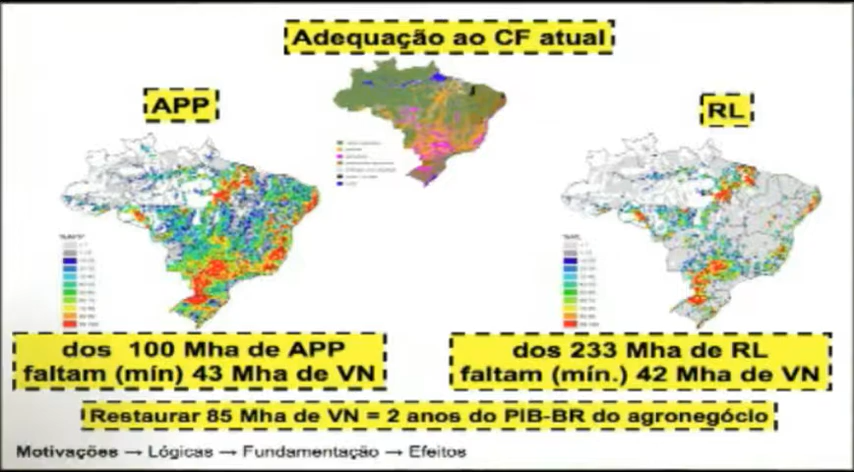 Adequação ao CF atual
APP
RL
dos 100 Mha de APP
faltam (mín) 43 Mha de VN
dos 233 Mha de RL
faltam (mín.) 42 Mha de VN
Restaurar 85 Mha de VN = 2 anos do PIB-BR do agronegócio
Motivações → Lógicas → Fundamentação → Efeitos